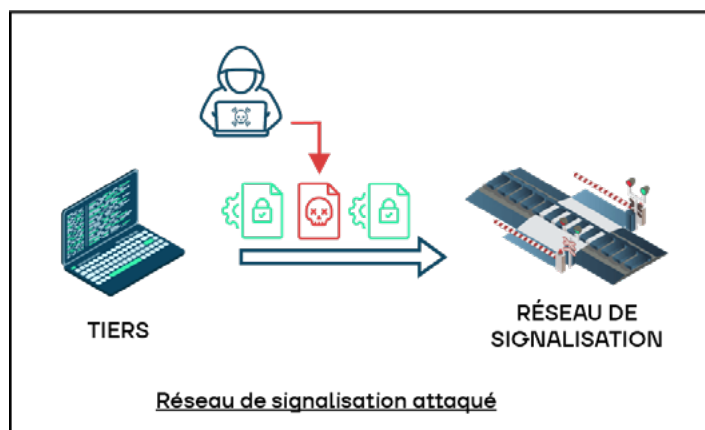 TIERS
RÉSEAU DE
SIGNALISATION
Réseau de signalisation attaqué